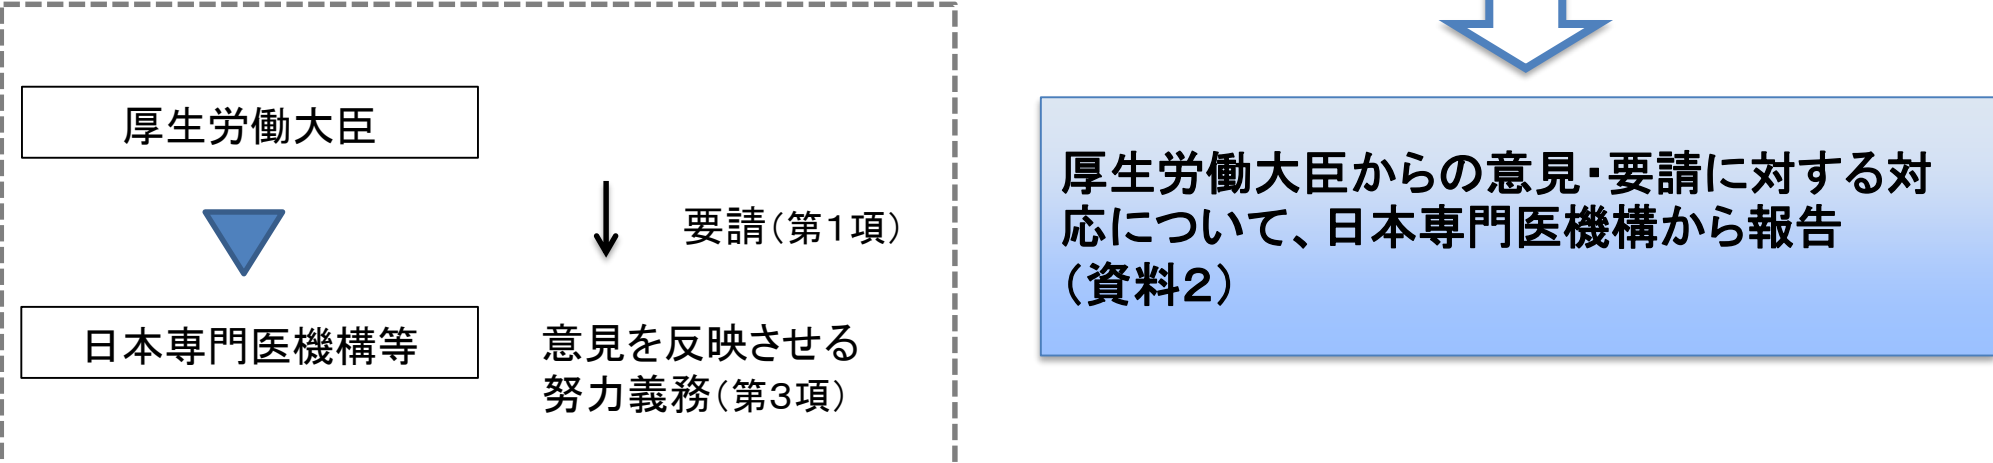 厚生労働大臣
要請（第１項）
日本専門医機構等
意見を反映させる
努力義務（第３項）
厚生労働大臣からの意見・要請に対する対
応について、日本専門医機構から報告
（資料２）